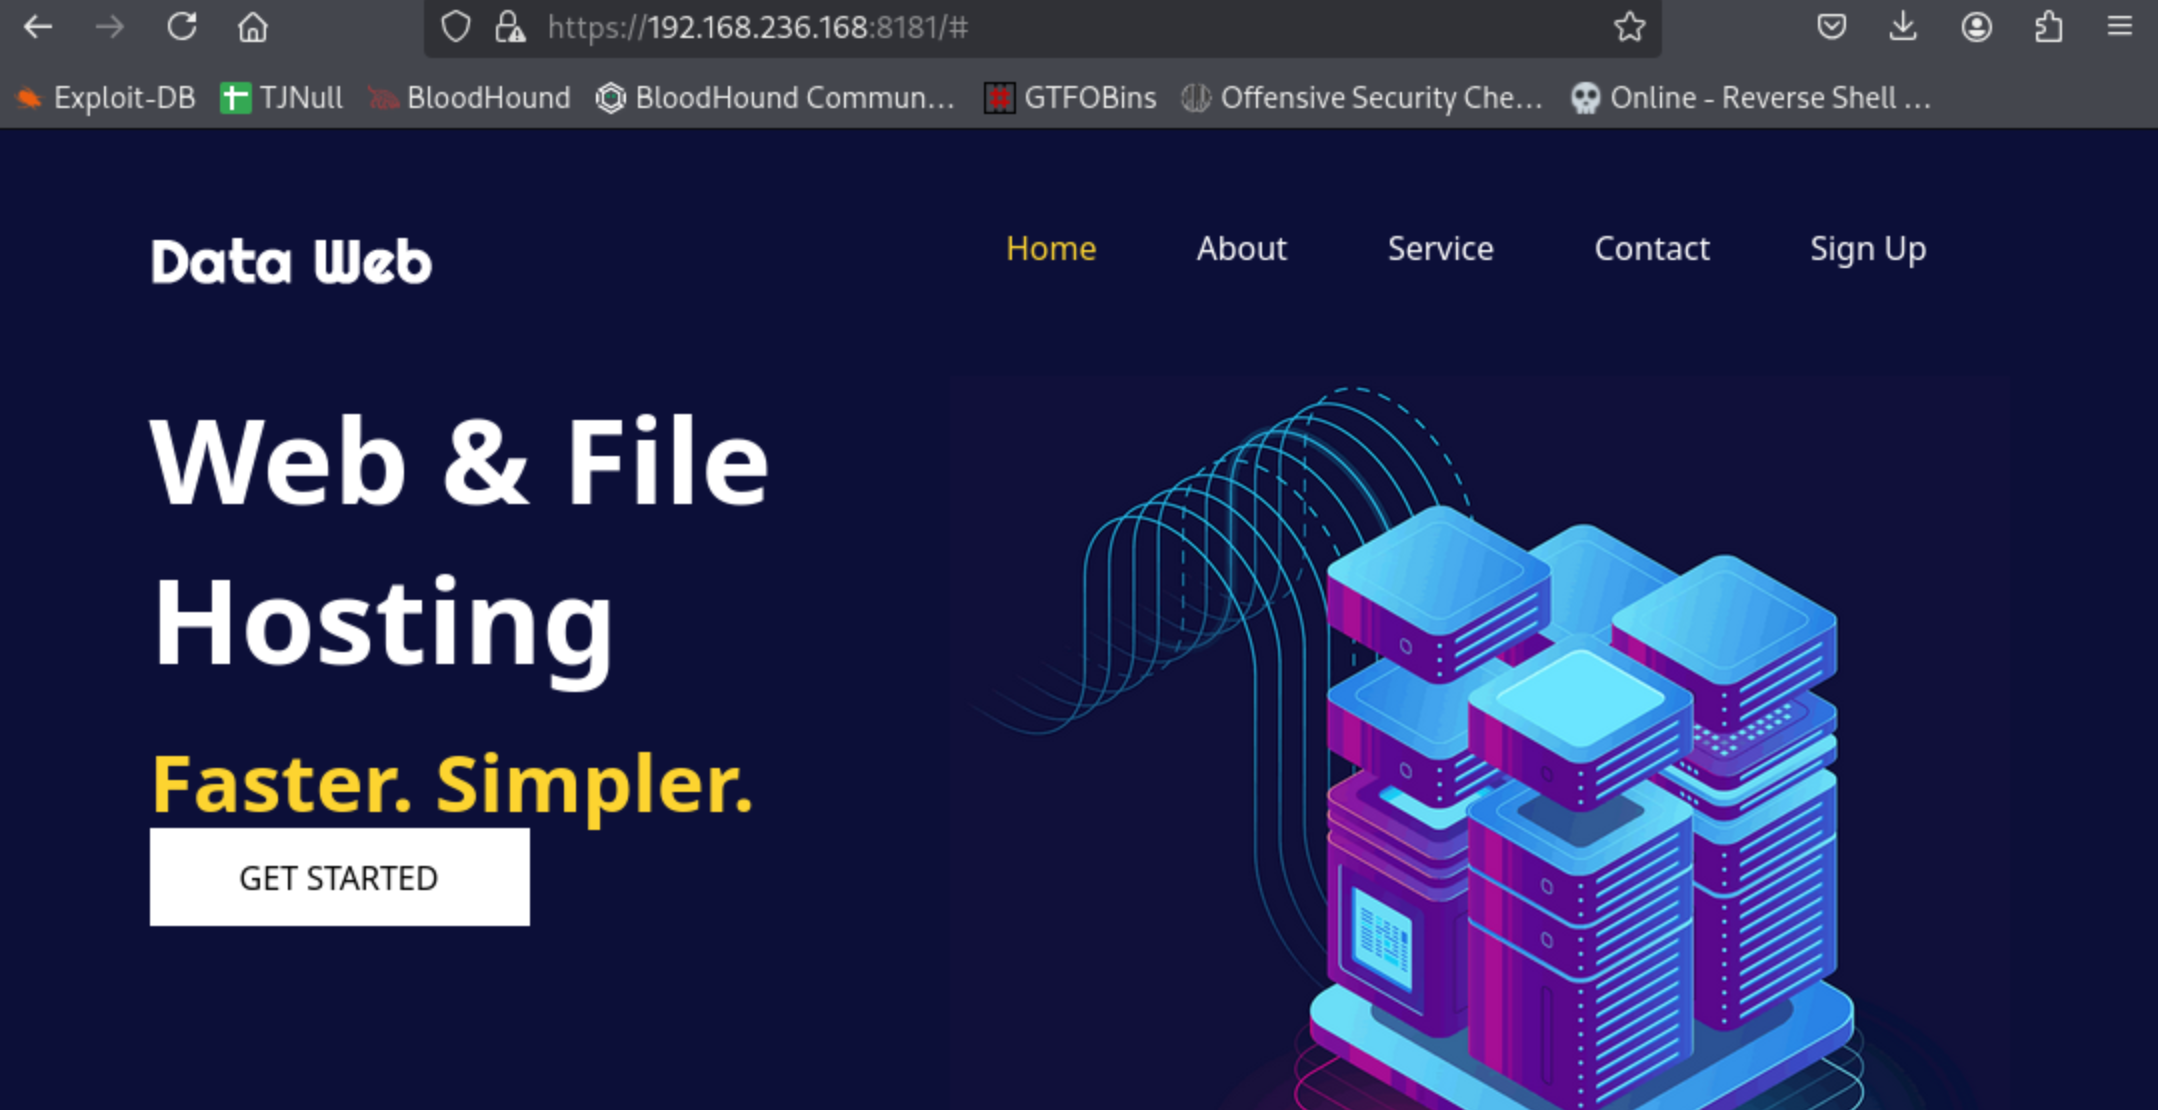 https://192.168.236.168:8181/#
Exploit-DB TJNull BloodHound BloodHound Commun... GTFOBins Offensive Security Che... Online - Reverse Shell ...
Data Web Home About Service Contact Sign Up
Web & File
Hosting
Faster. Simpler.
GET STARTED